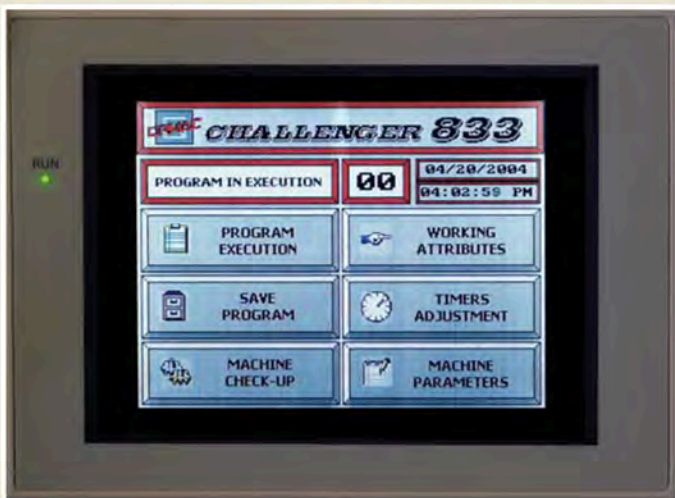 CHALLENGER 833
RUN
PROGRAM IN EXECUTION
00
04/20/2004
04:02:59 PM
PROGRAM
EXECUTION
WORKING
ATTRIBUTES
SAVE
PROGRAM
TIMERS
ADJUSTMENT
MACHINE
CHECK-UP
MACHINE
PARAMETERS